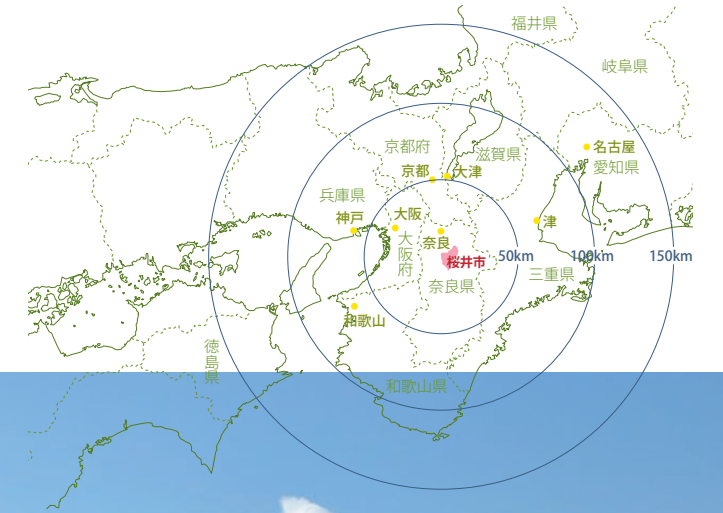 福井県
岐阜県
京都府
滋賀県
名古屋
愛知県
京都
大津
兵庫県
神戸
大阪
大阪府
奈良
津
桜井市
50km
100km
150km
三重県
奈良県
和歌山
徳島県
和歌山県